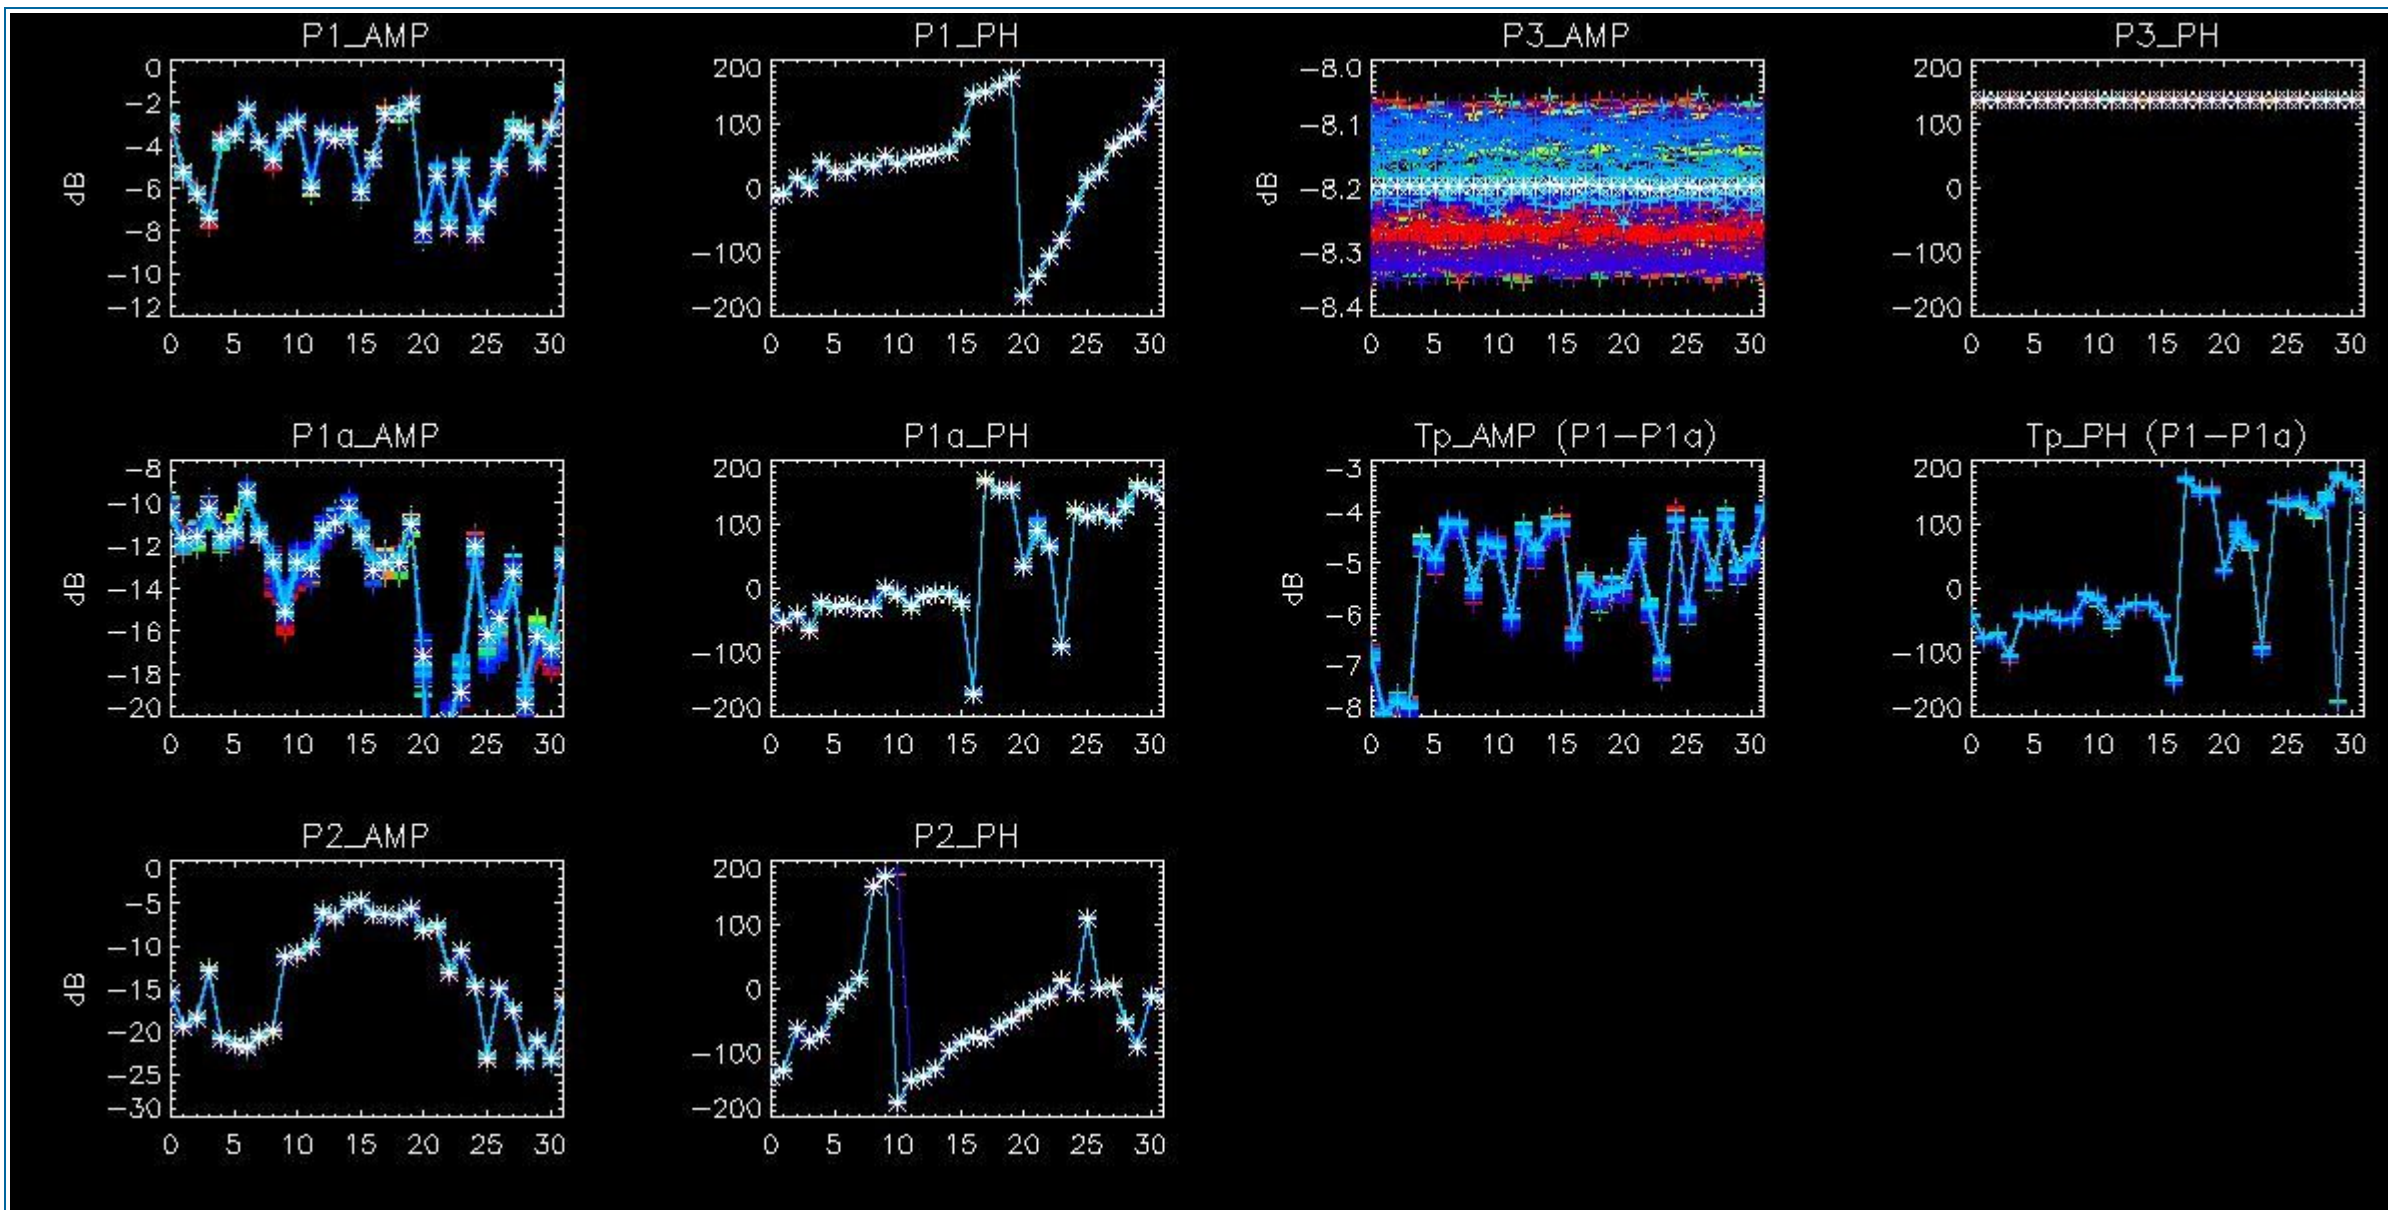 P1_AMP
P1_PH
P3_AMP
P3_PH
0
−2
−4
−6
−8
−10
−12
dB
0 5 10 15 20 25 30
200
100
0
−100
−200
0 5 10 15 20 25 30
−8.0
−8.1
−8.2
−8.3
−8.4
dB
0 5 10 15 20 25 30
200
100
0
−100
−200
0 5 10 15 20 25 30
P1a_AMP
P1a_PH
Tp_AMP (P1−P1a)
Tp_PH (P1−P1a)
−8
−10
−12
−14
−16
−18
−20
dB
0 5 10 15 20 25 30
200
100
0
−100
−200
0 5 10 15 20 25 30
−3
−4
−5
−6
−7
−8
dB
0 5 10 15 20 25 30
200
100
0
−100
−200
0 5 10 15 20 25 30
P2_AMP
P2_PH
0
−5
−10
−15
−20
−25
−30
dB
0 5 10 15 20 25 30
200
100
0
−100
−200
0 5 10 15 20 25 30